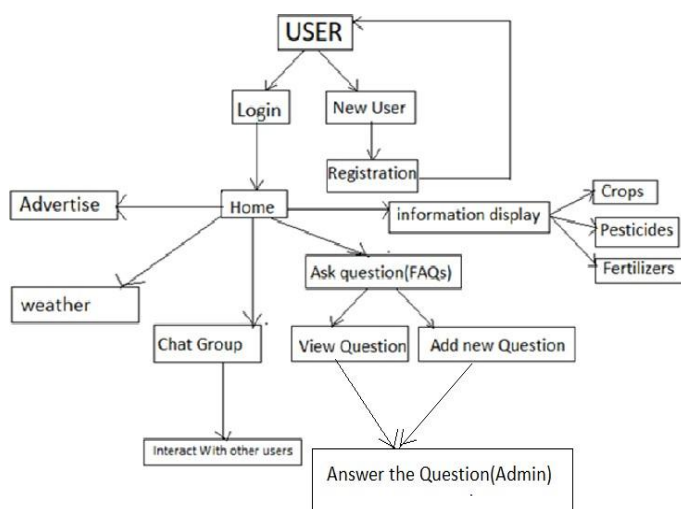 USER
Login
New User
Registration
Advertise
Home
information display
Crops
Pesticides
Fertilizers
weather
Ask question(FAQs)
Chat Group
View Question
Add new Question
Interact With other users
Answer the Question(Admin)